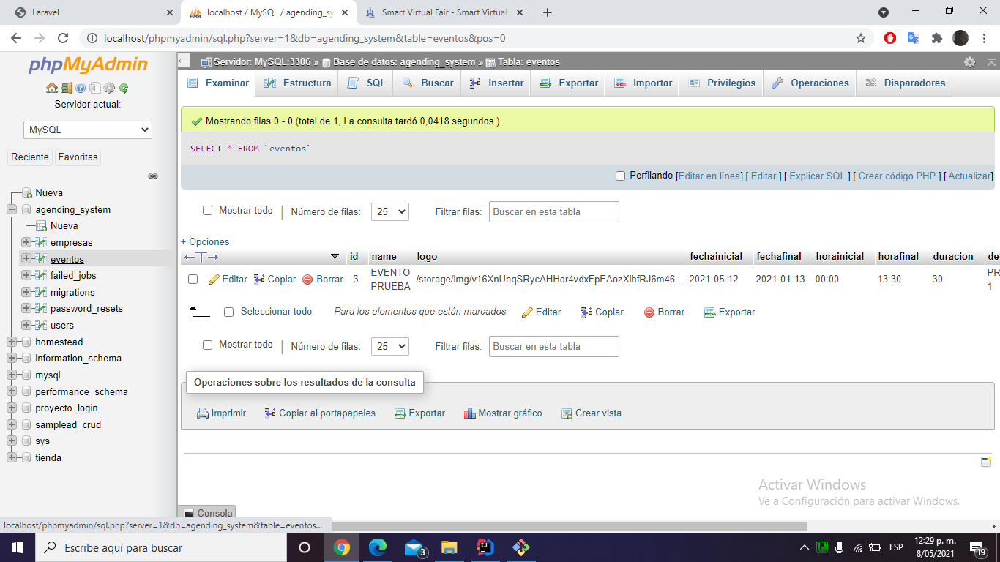 Laravel
localhost / MySQL / agending_sy
Smart Virtual Fair - Smart Virtual
localhost/phpmyadmin/sql.php?server=1&db=agending_system&table=eventos&pos=0
phpMyAdmin
Servidor actual:
MySQL
Reciente Favoritas
Nueva
agending_system
Nueva
empresas
eventos
failed_jobs
migrations
password_resets
users
homestead
information_schema
mysql
performance_schema
proyecto_login
samplead_crud
sys
tienda
Servidor: MySQL:3306 » Base de datos: agending_system » Tabla: eventos
Examinar Estructura SQL Buscar Insertar Exportar Importar Privilegios Operaciones Disparadores
Mostrando filas 0 - 0 (total de 1, La consulta tardó 0,0418 segundos.)
SELECT * FROM `eventos`
Perfilando [Editar en línea] [ Editar ] [ Explicar SQL ] [ Crear código PHP ] [ Actualizar]
Mostrar todo | Número de filas: 25 Filtrar filas: Buscar en esta tabla
+ Opciones
←T→ id name logo fechainicial fechafinal horainicial horafinal duracion det
Editar Copiar Borrar 3 EVENTO PRUEBA /storage/img/v16XnUnqSRycAHHor4vdxFpEAozXlhfRJ6m46... 2021-05-12 2021-01-13 00:00 13:30 30 PR 1
Seleccionar todo Para los elementos que están marcados: Editar Copiar Borrar Exportar
Mostrar todo | Número de filas: 25 Filtrar filas: Buscar en esta tabla
Operaciones sobre los resultados de la consulta
Imprimir Copiar al portapapeles Exportar Mostrar gráfico Crear vista
Activar Windows
Ve a Configuración para activar Windows.
Consola
localhost/phpmyadmin/sql.php?server=1&db=agending_system&table=eventos...
Escribe aquí para buscar
3
ESP
12:29 p. m.
8/05/2021
19